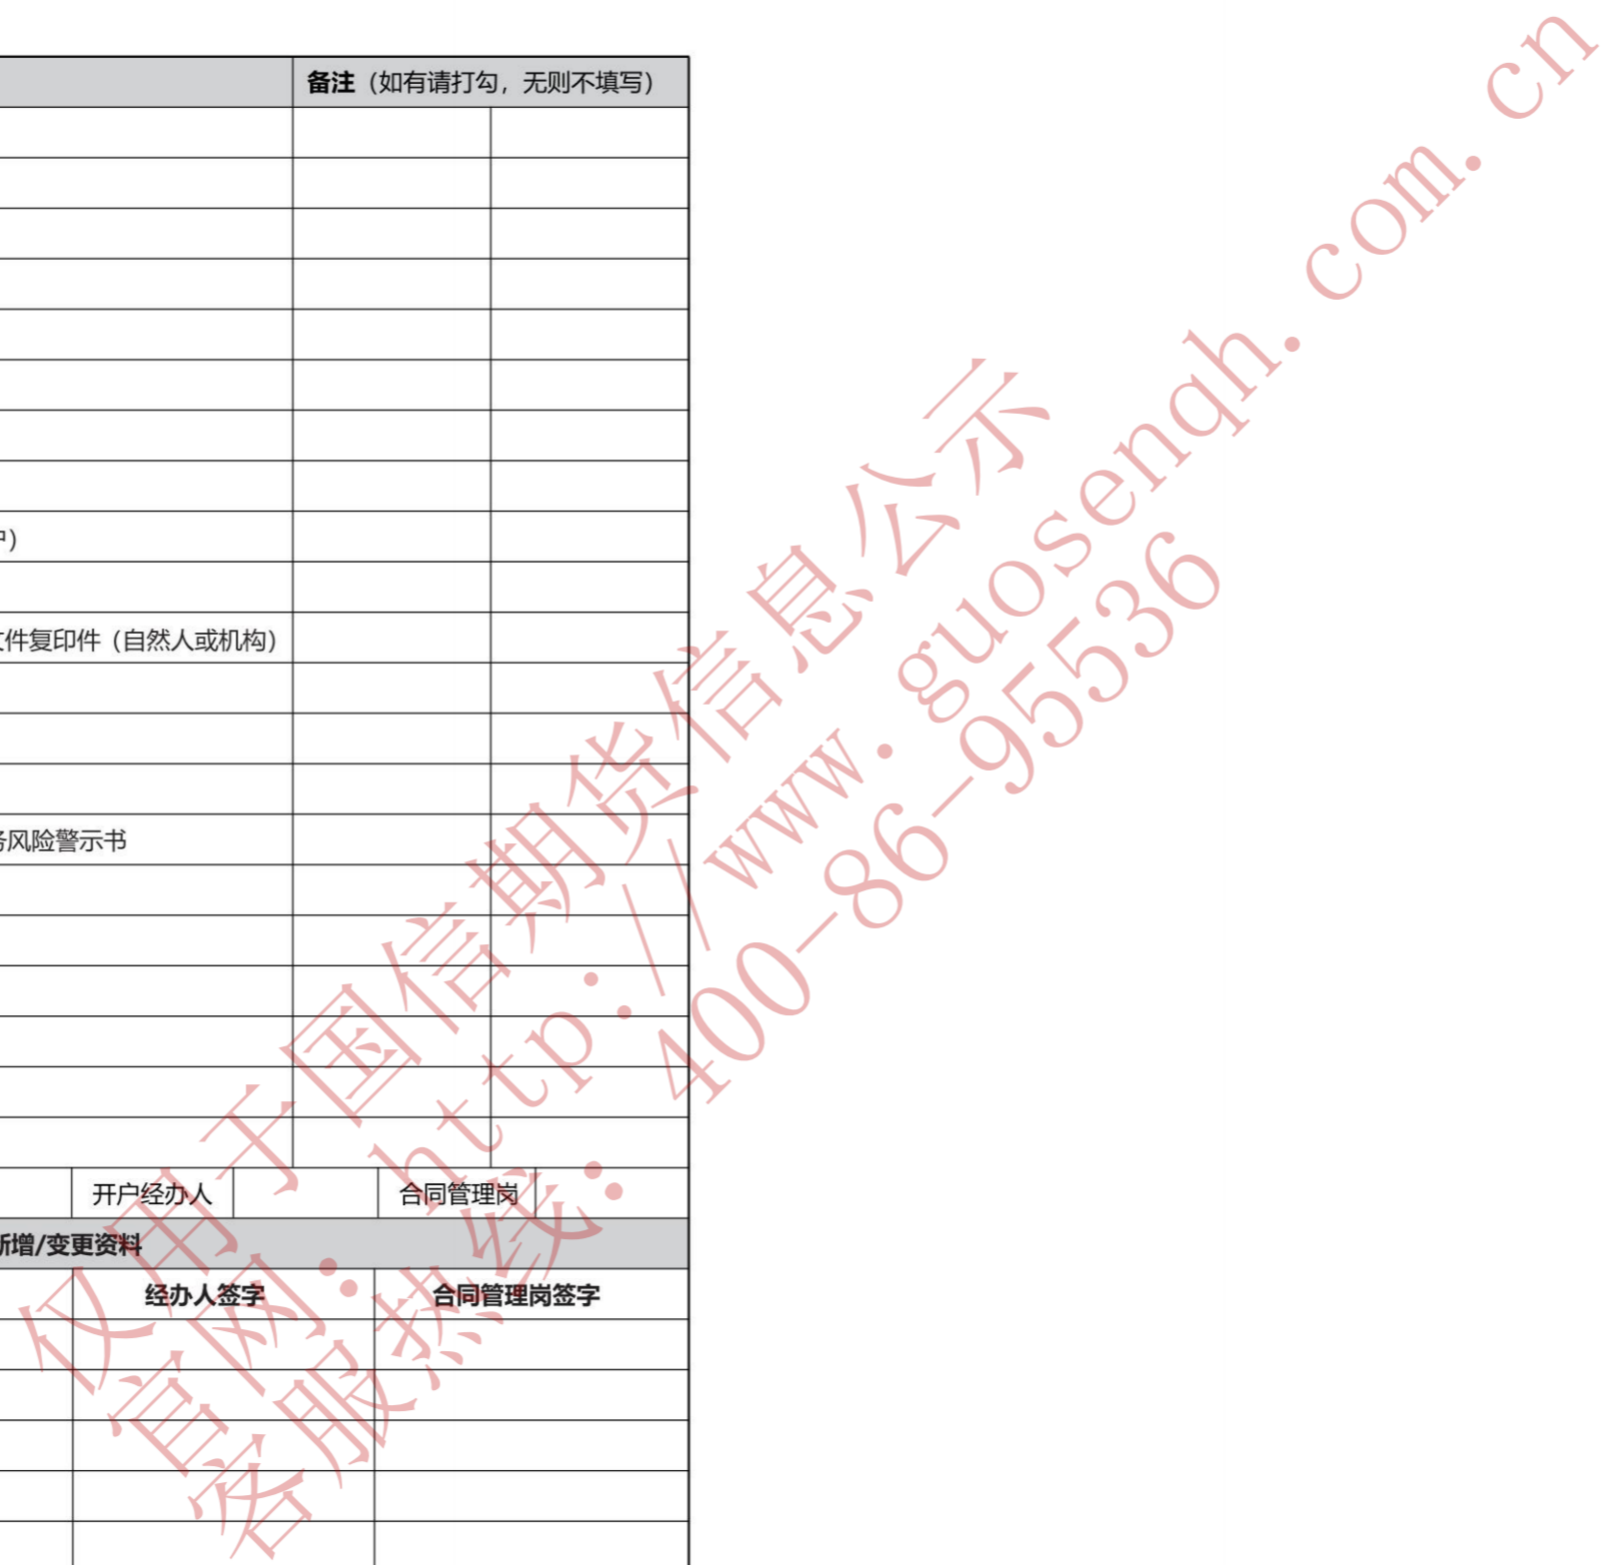 备注（如有请打勾，无则不填写）
户）
文件复印件（自然人或机构）
务风险警示书
开户经办人 合同管理岗
新增/变更资料
经办人签字 合同管理岗签字
仅用于国信期货信息公示
官网：http://www.guosenqh.com.cn
客服热线：400-86-95536